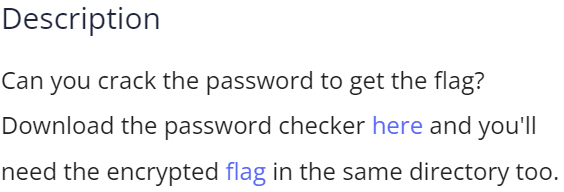 Description
Can you crack the password to get the flag?
Download the password checker here and you'll
need the encrypted flag in the same directory too.